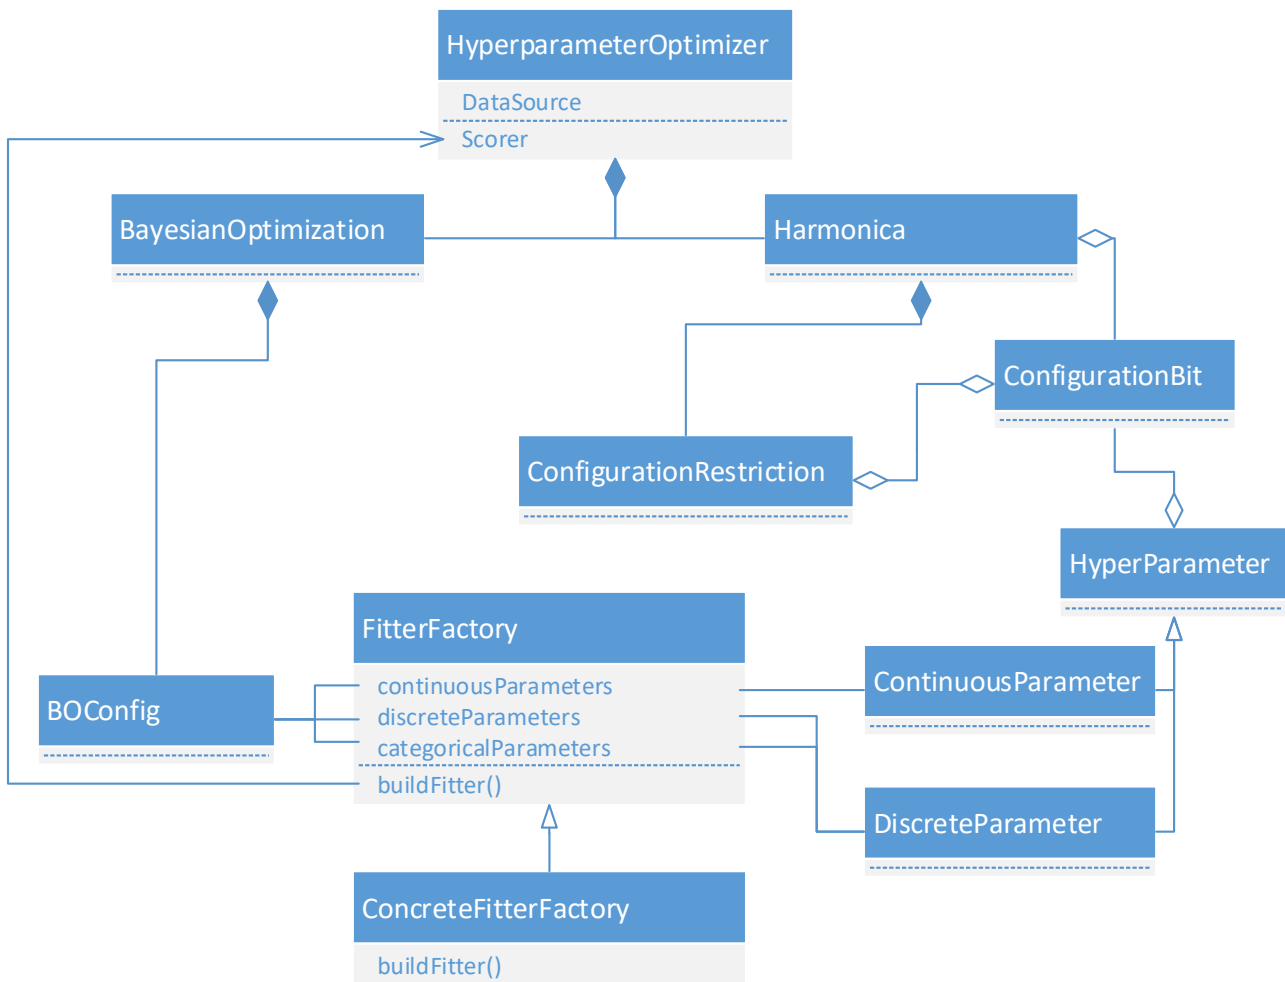 HyperparameterOptimizer
DataSource
Scorer
BayesianOptimization
Harmonica
ConfigurationBit
ConfigurationRestriction
HyperParameter
FitterFactory
continuousParameters
discreteParameters
categoricalParameters
buildFitter()
BOConfig
ContinuousParameter
DiscreteParameter
ConcreteFitterFactory
buildFitter()